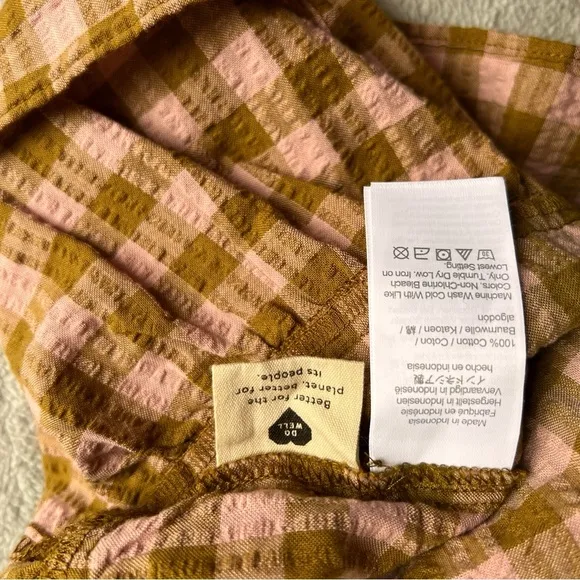 Made in Indonesia
Fabriqué en Indonésie
Hergestellt in Indonesien
Vervaardigd in Indonesië
インドネシア製
hecho en indonesia
100% Cotton / Coton /
Baumwolle / Katoen / 綿 /
algodón
Machine Wash Cold With Like
Colors. Non-Chlorine Bleach
Only. Tumble Dry Low. Iron on
Lowest Setting
DO
WELL
Better for the
planet, better for
its people.